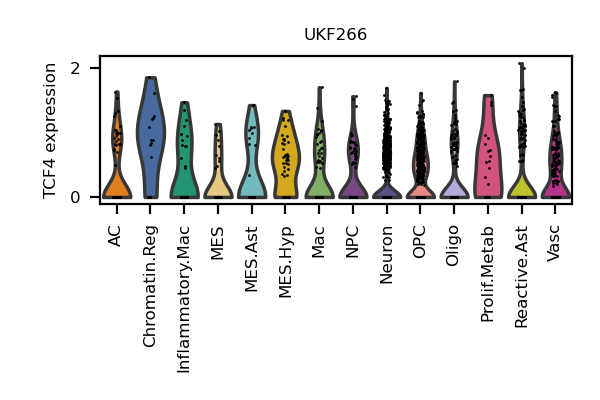 UKF266
TCF4 expression
2
0
AC
Chromatin.Reg
Inflammatory.Mac
MES
MES.Ast
MES.Hyp
Mac
NPC
Neuron
OPC
Oligo
Prolif.Metab
Reactive.Ast
Vasc